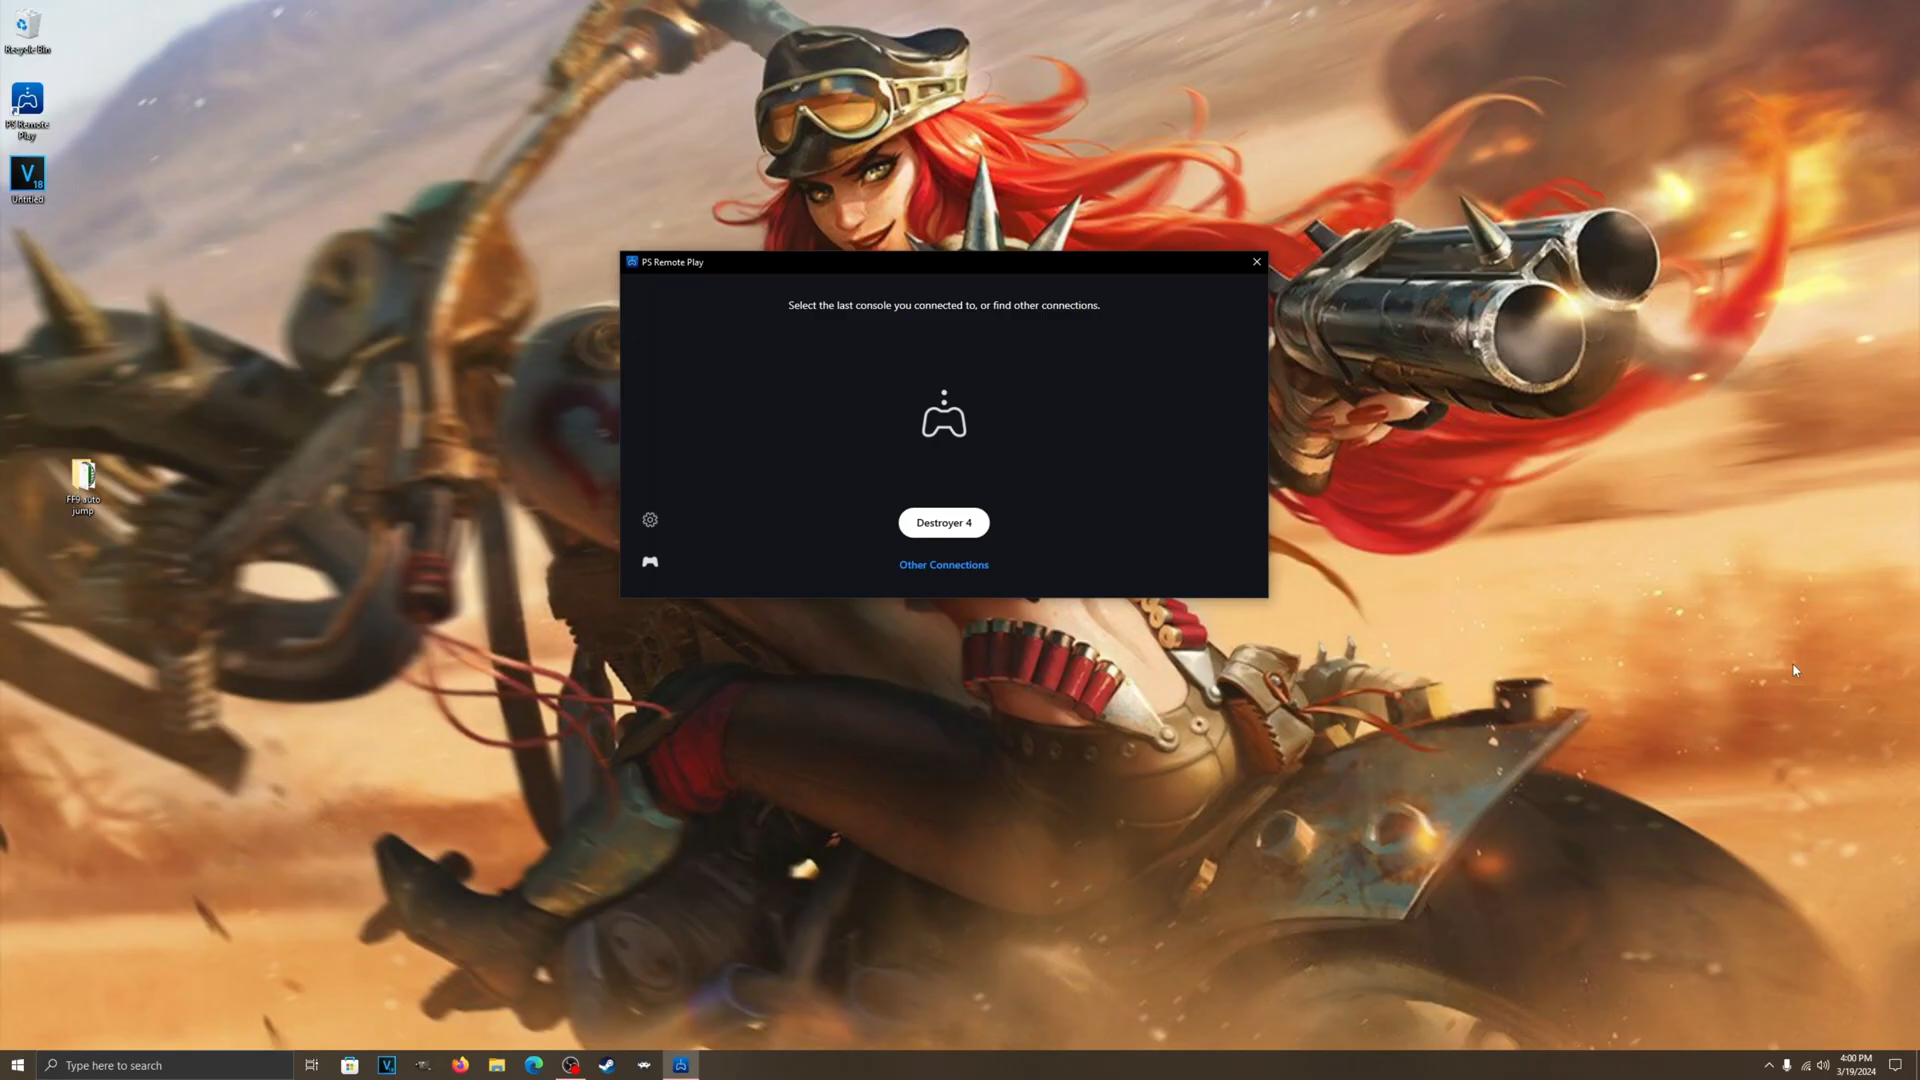 Recycle Bin
PS Remote
Play
V
18
Untitled
FF9 auto
jump
PS Remote Play
Select the last console you connected to, or find other connections.
Destroyer 4
Other Connections
Type here to search
V
4:00 PM
3/19/2024